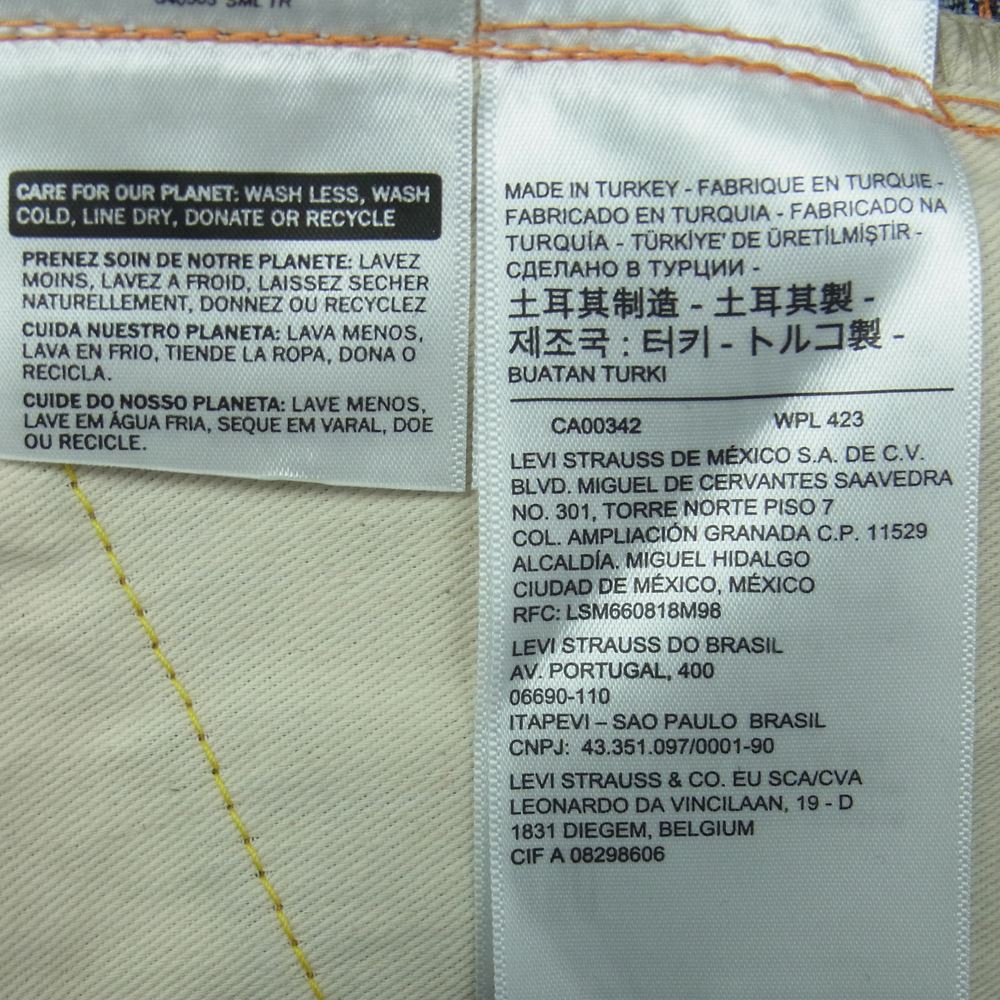 SML TR
CARE FOR OUR PLANET: WASH LESS, WASH
COLD, LINE DRY, DONATE OR RECYCLE
PRENEZ SOIN DE NOTRE PLANETE: LAVEZ
MOINS, LAVEZ A FROID, LAISSEZ SECHER
NATURELLEMENT, DONNEZ OU RECYCLEZ
CUIDA NUESTRO PLANETA: LAVA MENOS,
LAVA EN FRIO, TIENDE LA ROPA, DONA O
RECICLA.
CUIDE DO NOSSO PLANETA: LAVE MENOS,
LAVE EM ÁGUA FRIA, SEQUE EM VARAL, DOE
OU RECICLE.
MADE IN TURKEY - FABRIQUE EN TURQUIE -
FABRICADO EN TURQUIA - FABRICADO NA
TURQUÍA - TÜRKİYE' DE ÜRETİLMİŞTİR -
СДЕЛАНО В ТУРЦИИ -
土耳其制造 - 土耳其製 -
제조국 : 터키 - トルコ製 -
BUATAN TURKI
CA00342 WPL 423
LEVI STRAUSS DE MÉXICO S.A. DE C.V.
BLVD. MIGUEL DE CERVANTES SAAVEDRA
NO. 301, TORRE NORTE PISO 7
COL. AMPLIACIÓN GRANADA C.P. 11529
ALCALDÍA. MIGUEL HIDALGO
CIUDAD DE MÉXICO, MÉXICO
RFC: LSM660818M98
LEVI STRAUSS DO BRASIL
AV. PORTUGAL, 400
06690-110
ITAPEVI – SAO PAULO BRASIL
CNPJ: 43.351.097/0001-90
LEVI STRAUSS & CO. EU SCA/CVA
LEONARDO DA VINCILAAN, 19 - D
1831 DIEGEM, BELGIUM
CIF A 08298606